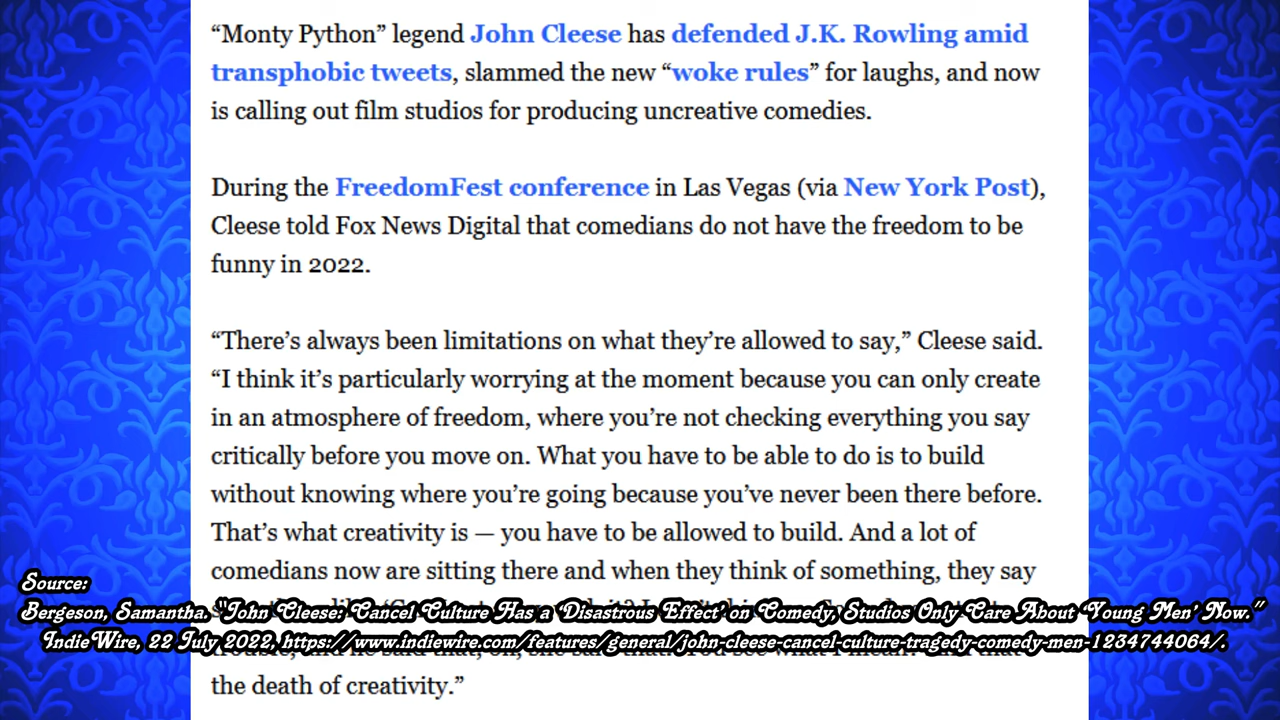 “Monty Python” legend John Cleese has defended J.K. Rowling amid
transphobic tweets, slammed the new “woke rules” for laughs, and now
is calling out film studios for producing uncreative comedies.
During the FreedomFest conference in Las Vegas (via New York Post),
Cleese told Fox News Digital that comedians do not have the freedom to be
funny in 2022.
“There’s always been limitations on what they’re allowed to say,” Cleese said.
“I think it’s particularly worrying at the moment because you can only create
in an atmosphere of freedom, where you’re not checking everything you say
critically before you move on. What you have to be able to do is to build
without knowing where you’re going because you’ve never been there before.
That’s what creativity is — you have to be allowed to build. And a lot of
comedians now are sitting there and when they think of something, they say
the death of creativity.”
Source:
Bergeson, Samantha. "John Cleese: Cancel Culture Has a 'Disastrous Effect' on Comedy, Studios Only Care About 'Young Men' Now."
IndieWire, 22 July 2022, https://www.indiewire.com/features/general/john-cleese-cancel-culture-tragedy-comedy-men-1234744064/.